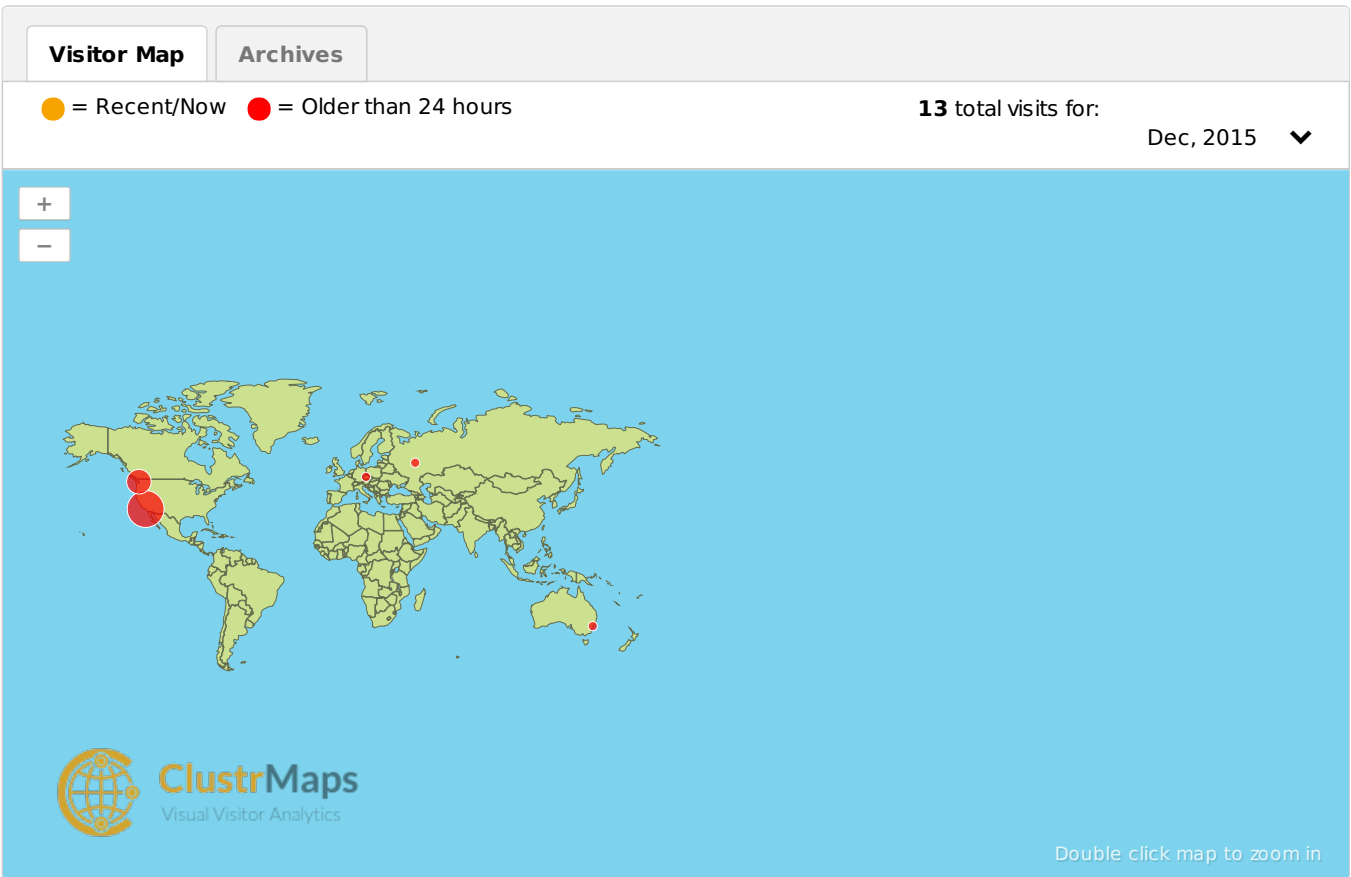 Visitor Map
Archives
= Recent/Now
= Older than 24 hours
13 total visits for:
Dec, 2015
+
−
ClustrMaps
Visual Visitor Analytics
Double click map to zoom in